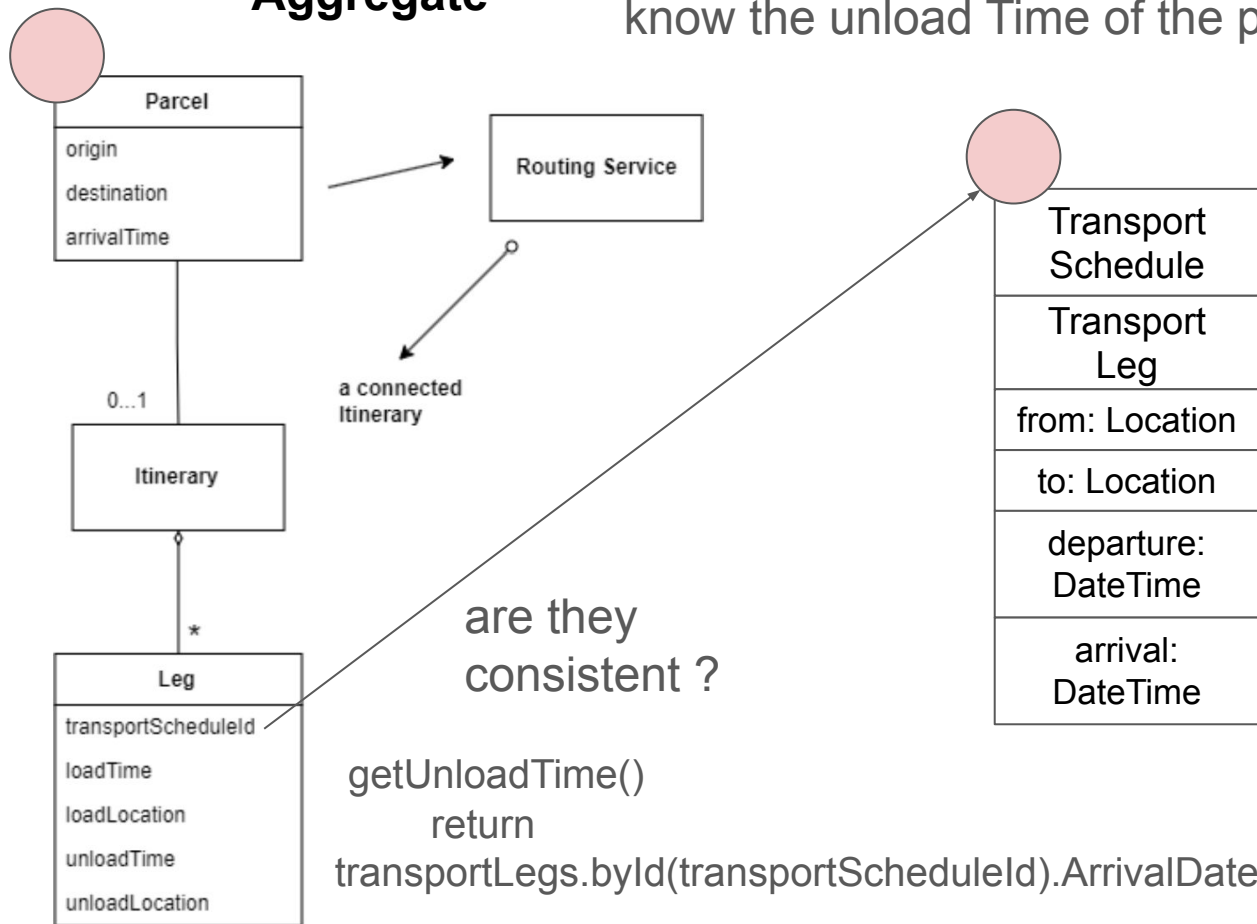 Aggregate
know the unload Time of the p
Parcel
origin
destination
arrivalTime
Routing Service
a connected
Itinerary
0...1
Itinerary
*
Leg
transportScheduleId
loadTime
loadLocation
unloadTime
unloadLocation
are they
consistent ?
getUnloadTime()
return
transportLegs.byId(transportScheduleId).ArrivalDate
Transport
Schedule
Transport
Leg
from: Location
to: Location
departure:
DateTime
arrival:
DateTime